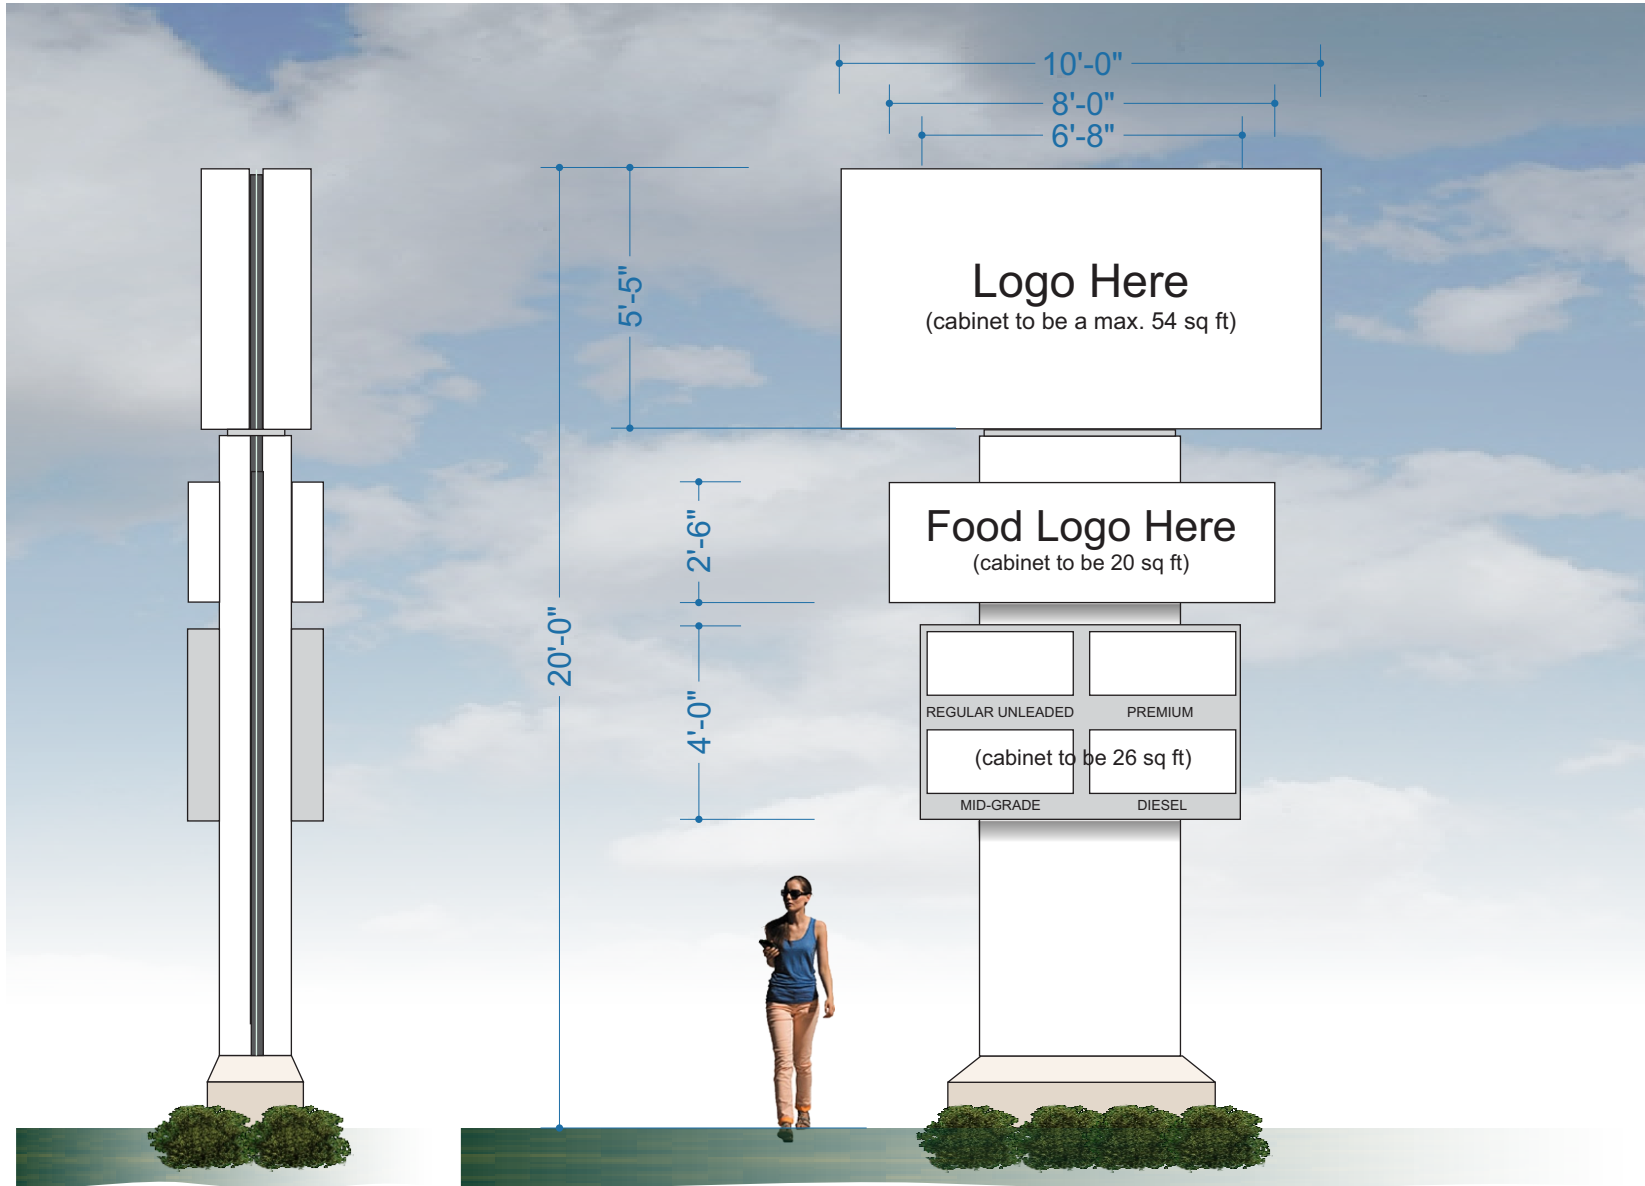 10'-0"
8'-0"
6'-8"
5'-5"
Logo Here
(cabinet to be a max. 54 sq ft)
2'-6"
Food Logo Here
(cabinet to be 20 sq ft)
20'-0"
4'-0"
REGULAR UNLEADED PREMIUM
(cabinet to be 26 sq ft)
MID-GRADE DIESEL